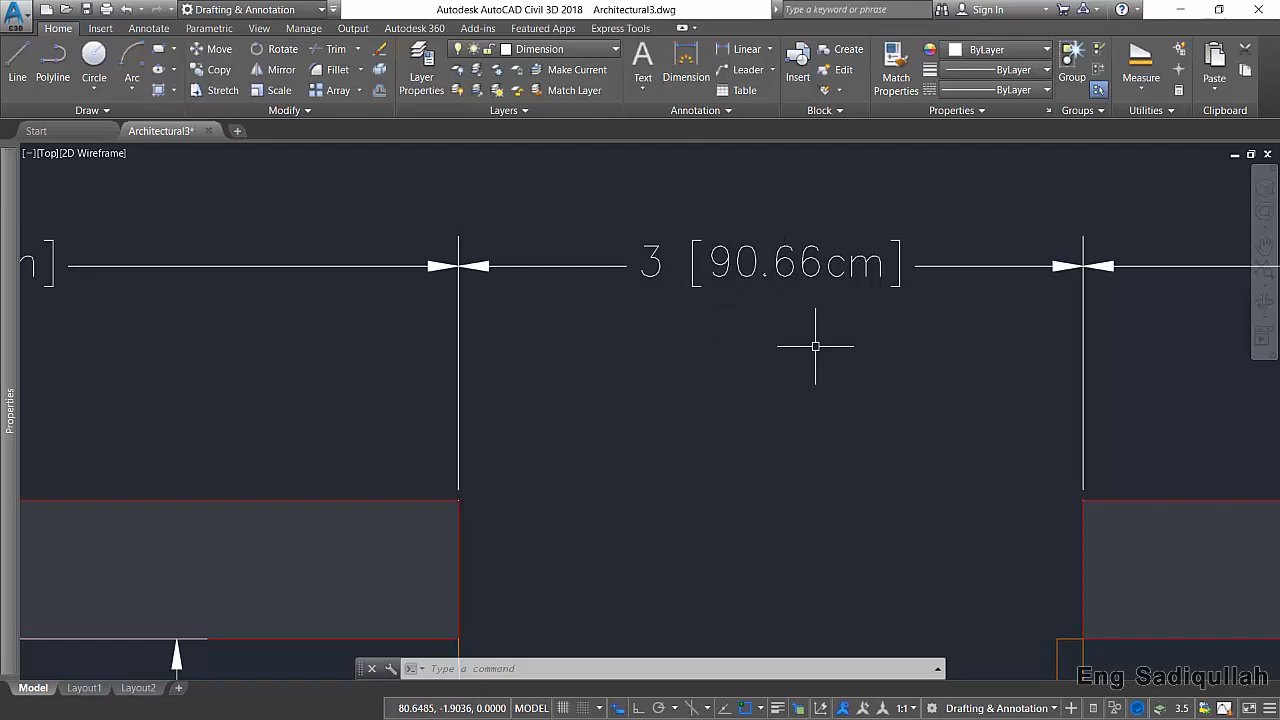 Drafting & Annotation
Autodesk AutoCAD Civil 3D 2018 Architectural3.dwg
Type a keyword or phrase
Sign In
C3D
Home Insert Annotate Parametric View Manage Output Autodesk 360 Add-ins Featured Apps Express Tools
Line
Polyline
Circle
Arc
Move
Rotate
Trim
Copy
Mirror
Fillet
Stretch
Scale
Array
Layer
Properties
Dimension
Make Current
Match Layer
Text
Dimension
Linear
Leader
Table
Insert
Create
Edit
Match
Properties
ByLayer
ByLayer
ByLayer
Group
Measure
Paste
Draw
Modify
Layers
Annotation
Block
Properties
Groups
Utilities
Clipboard
Start
Architectural3*
[−][Top][2D Wireframe]
m]
3 [90.66cm]
Properties
Type a command
Eng Sadiqullah
Model Layout1 Layout2
80.6485, -1.9036, 0.0000 MODEL
1:1
Drafting & Annotation
3.5